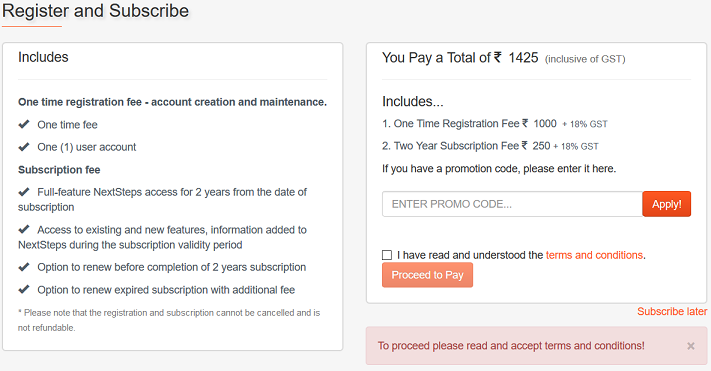 Register and Subscribe
Includes
One time registration fee - account creation and maintenance.
One time fee
One (1) user account
Subscription fee
Full-feature NextSteps access for 2 years from the date of
subscription
Access to existing and new features, information added to
NextSteps during the subscription validity period
Option to renew before completion of 2 years subscription
Option to renew expired subscription with additional fee
* Please note that the registration and subscription cannot be cancelled and is
not refundable.
You Pay a Total of ₹ 1425 (inclusive of GST)
Includes...
1. One Time Registration Fee ₹ 1000 + 18% GST
2. Two Year Subscription Fee ₹ 250 + 18% GST
If you have a promotion code, please enter it here.
ENTER PROMO CODE... Apply!
I have read and understood the terms and conditions.
Proceed to Pay
Subscribe later
To proceed please read and accept terms and conditions! ×